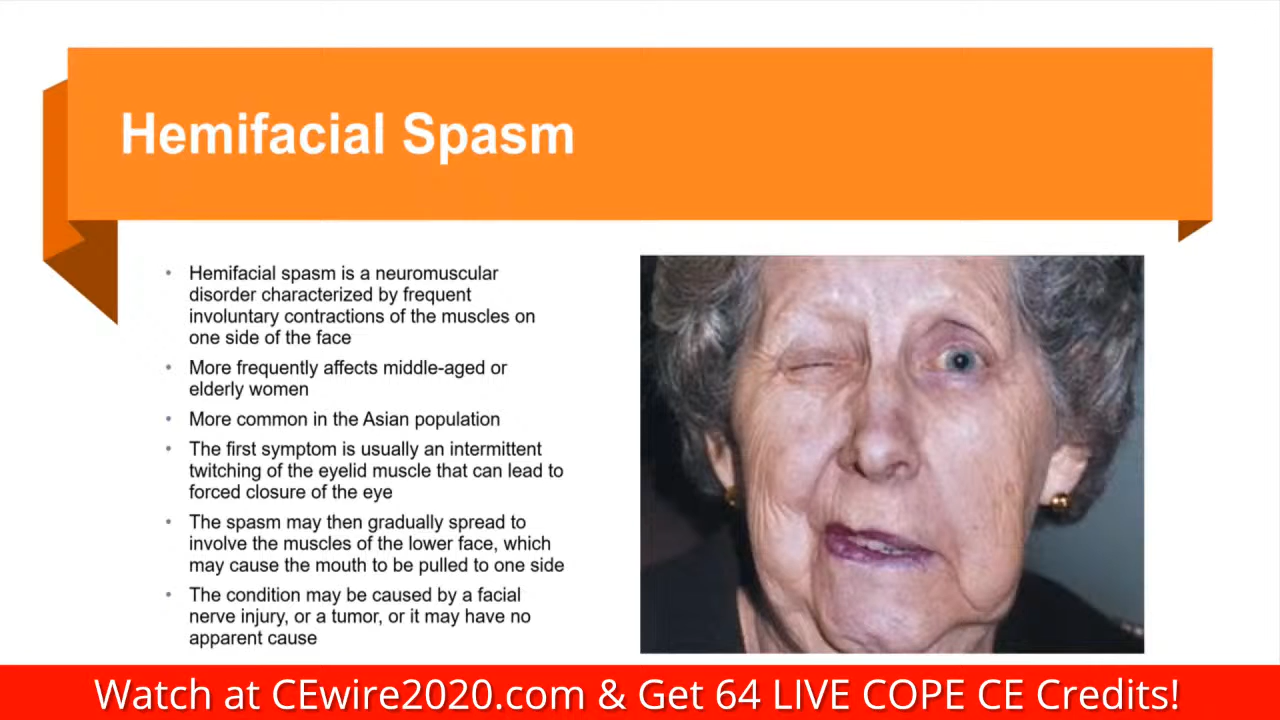 Hemifacial Spasm
• Hemifacial spasm is a neuromuscular
disorder characterized by frequent
involuntary contractions of the muscles on
one side of the face
• More frequently affects middle-aged or
elderly women
• More common in the Asian population
• The first symptom is usually an intermittent
twitching of the eyelid muscle that can lead to
forced closure of the eye
• The spasm may then gradually spread to
involve the muscles of the lower face, which
may cause the mouth to be pulled to one side
• The condition may be caused by a facial
nerve injury, or a tumor, or it may have no
apparent cause
Watch at CEwire2020.com & Get 64 LIVE COPE CE Credits!